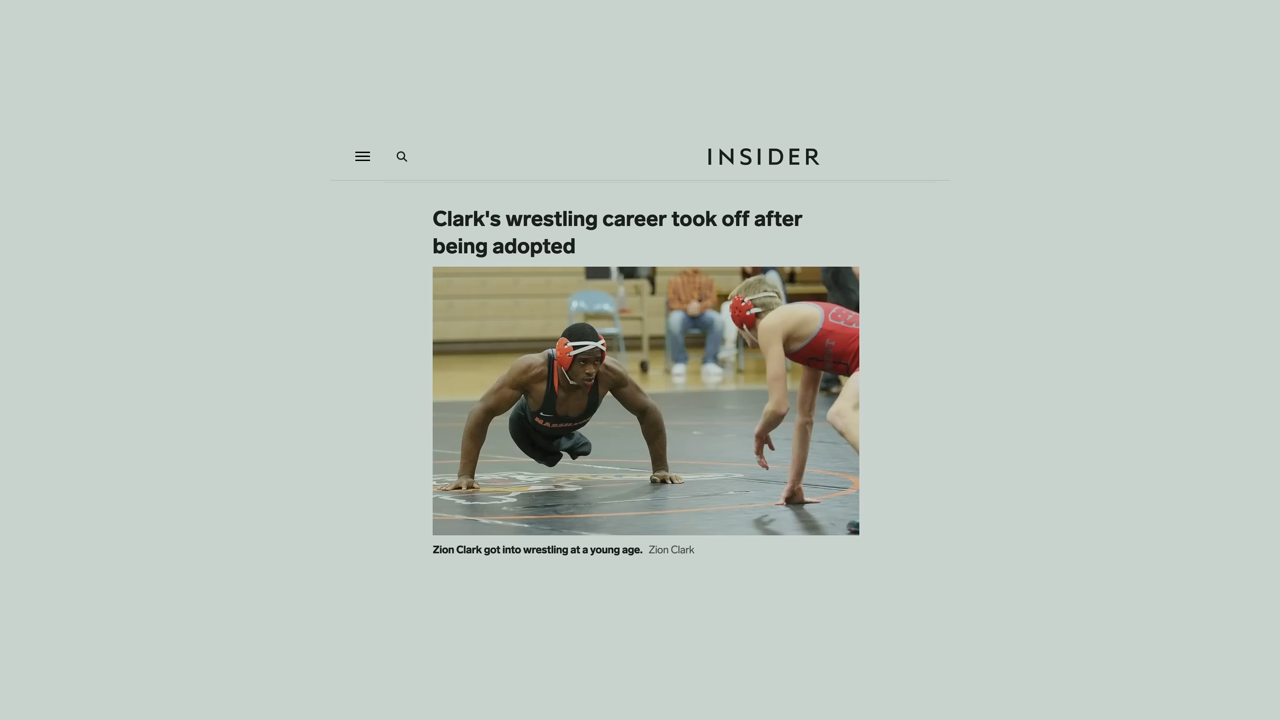 INSIDER
Clark's wrestling career took off after
being adopted
Zion Clark got into wrestling at a young age. Zion Clark